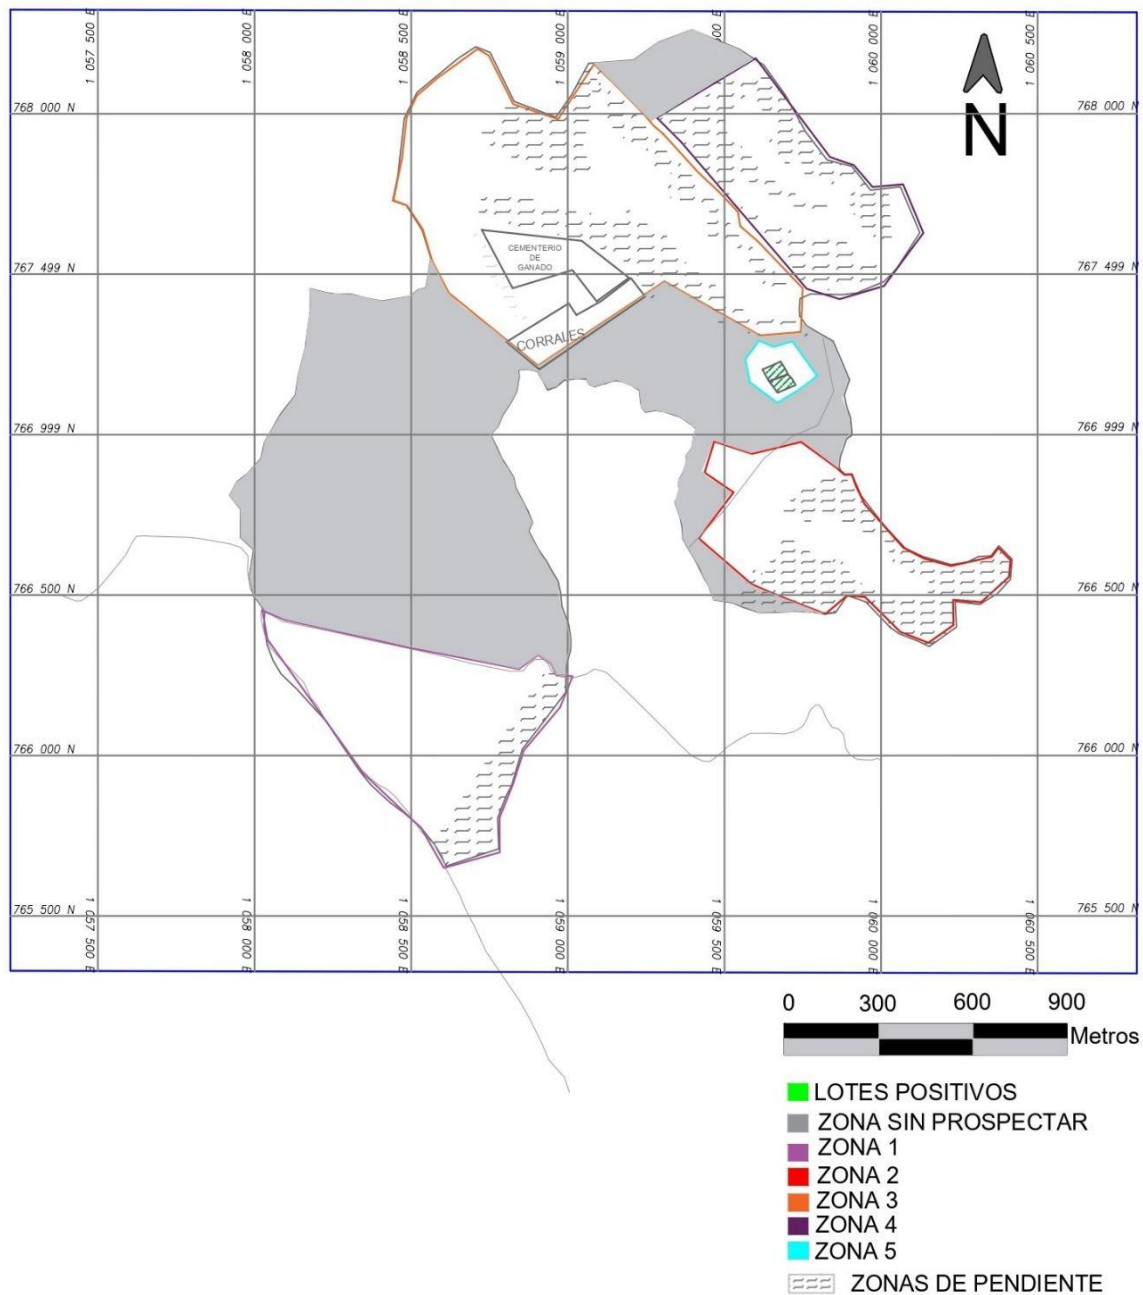 1 057 500 E
1 058 000 E
1 058 500 E
1 059 000 E
1 060 000 E
1 060 500 E
N
768 000 N
768 000 N
CEMENTERIO
DE
GANADO
767 499 N
767 499 N
CORRALES
766 999 N
766 999 N
766 500 N
766 500 N
766 000 N
766 000 N
765 500 N
765 500 N
1 057 500 E
1 058 000 E
1 058 500 E
1 059 000 E
1 059 500 E
1 060 000 E
1 060 500 E
0 300 600 900
Metros
LOTES POSITIVOS
ZONA SIN PROSPECTAR
ZONA 1
ZONA 2
ZONA 3
ZONA 4
ZONA 5
ZONAS DE PENDIENTE